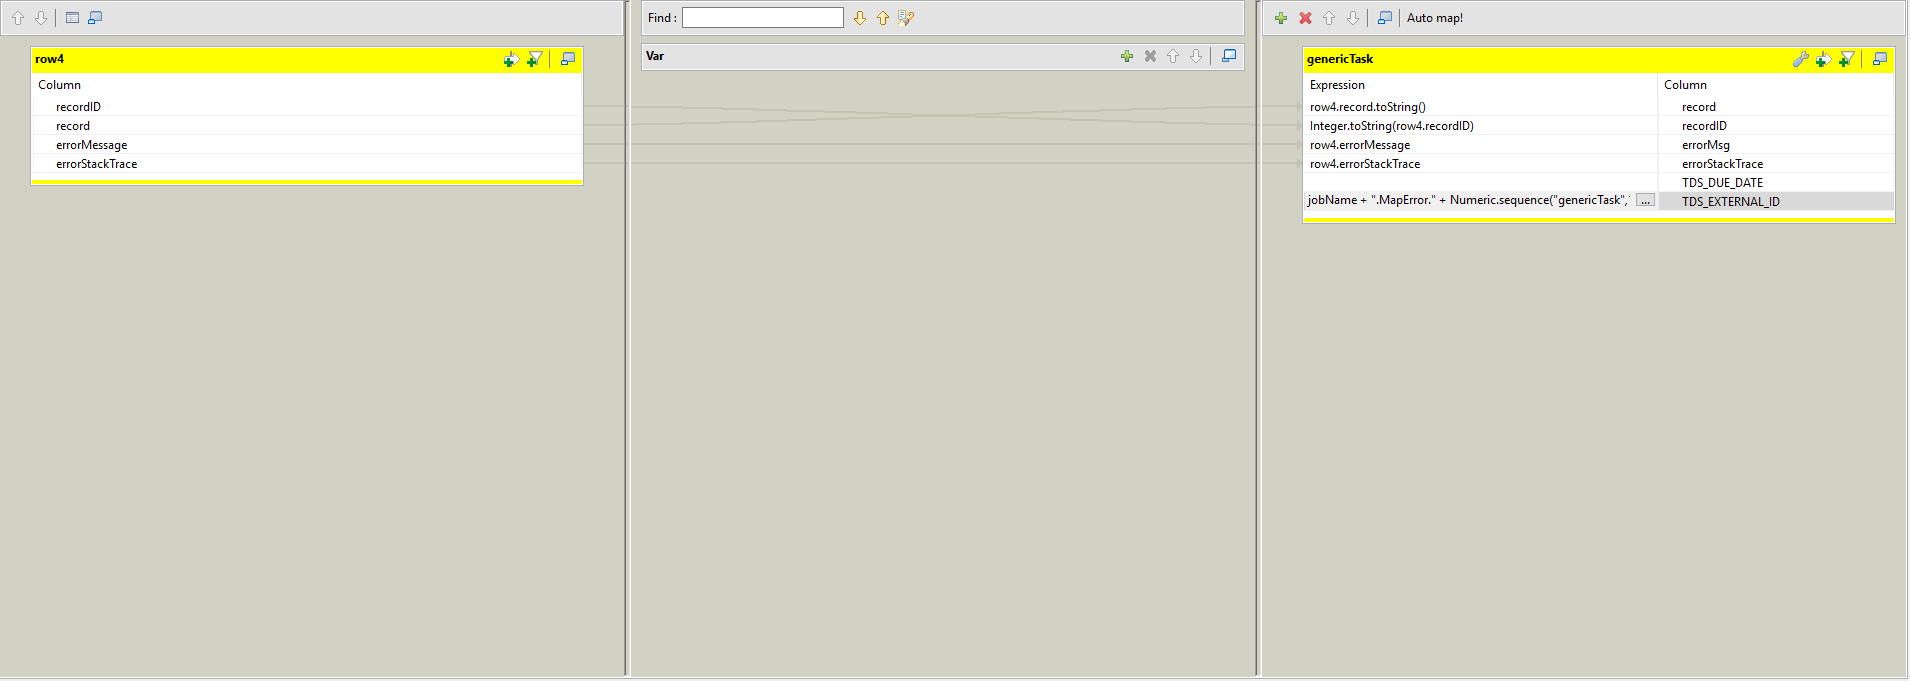 Find :
Auto map!
row4
Var
genericTask
Column
Expression
Column
recordID
row4.record.toString()
record
record
Integer.toString(row4.recordID)
recordID
errorMessage
row4.errorMessage
errorMsg
errorStackTrace
row4.errorStackTrace
errorStackTrace
TDS_DUE_DATE
jobName + ".MapError." + Numeric.sequence("genericTask",
...
TDS_EXTERNAL_ID